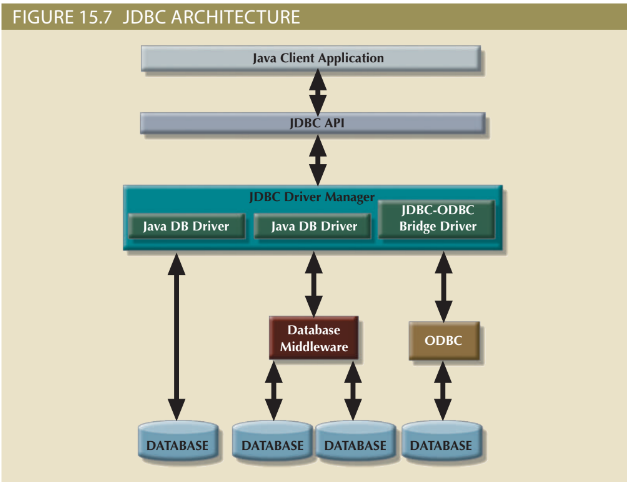 FIGURE 15.7 JDBC ARCHITECTURE
Java Client Application
JDBC API
JDBC Driver Manager
Java DB Driver
Java DB Driver
JDBC-ODBC
Bridge Driver
Database
Middleware
ODBC
DATABASE
DATABASE
DATABASE
DATABASE